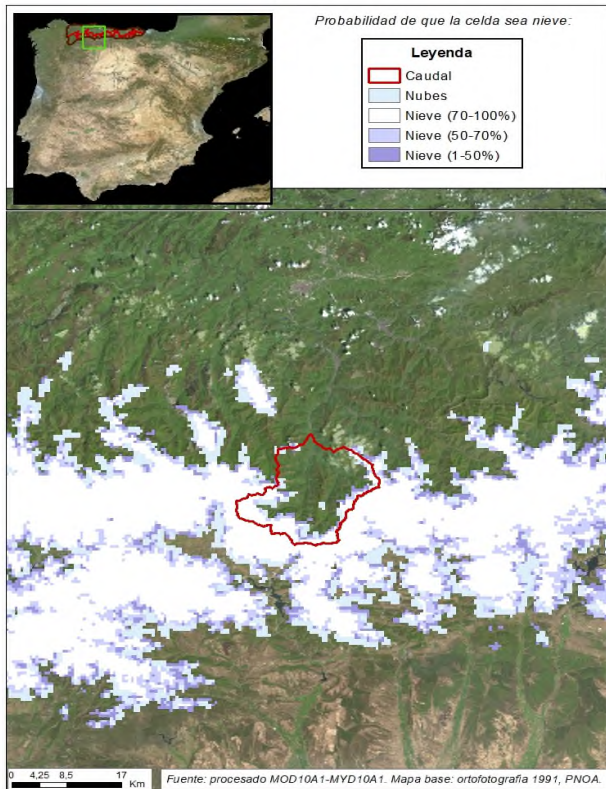 Probabilidad de que la celda sea nieve:
Leyenda
Caudal
Nubes
Nieve (70-100%)
Nieve (50-70%)
Nieve (1-50%)
0 4,25 8,5 17
Km
Fuente: procesado MOD10A1-MYD10A1. Mapa base: ortofotografia 1991, PNOA.